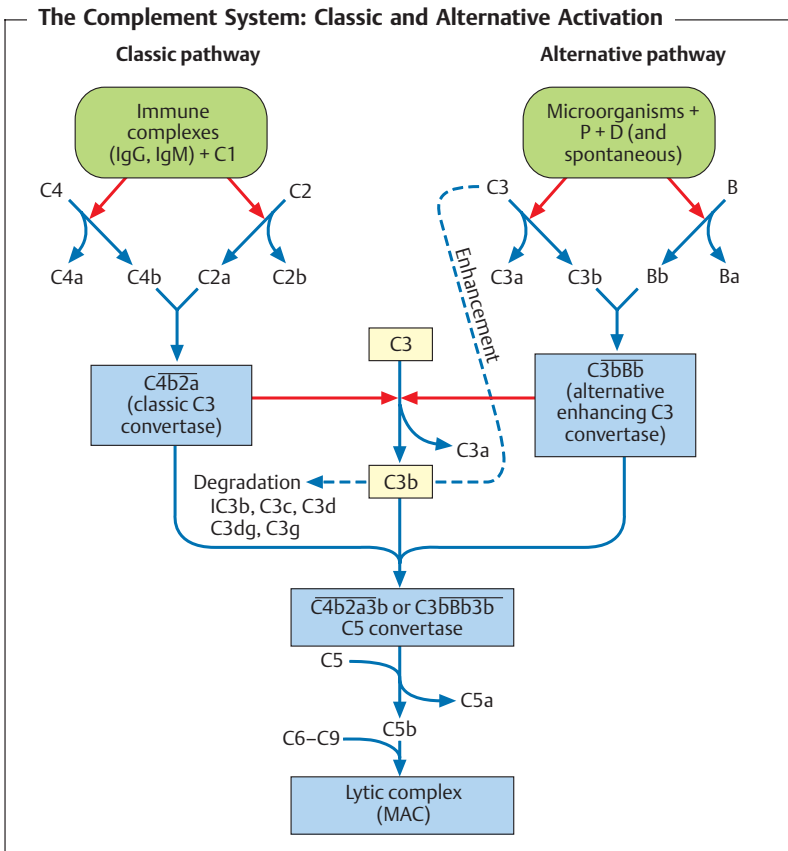 The Complement System: Classic and Alternative Activation
Classic pathway
Alternative pathway
Immune
complexes
(IgG, IgM) + C1
Microorganisms +
P + D (and
spontaneous)
C4
C2
C3
B
C4a
C4b
C2a
C2b
C3a
C3b
Bb
Ba
Enhancement
C3
C4b2a
(classic C3
convertase)
C3bBb
(alternative
enhancing C3
convertase)
C3a
Degradation
IC3b, C3c, C3d
C3dg, C3g
C3b
C4b2a3b or C3bBb3b
C5 convertase
C5
C5a
C5b
C6–C9
Lytic complex
(MAC)